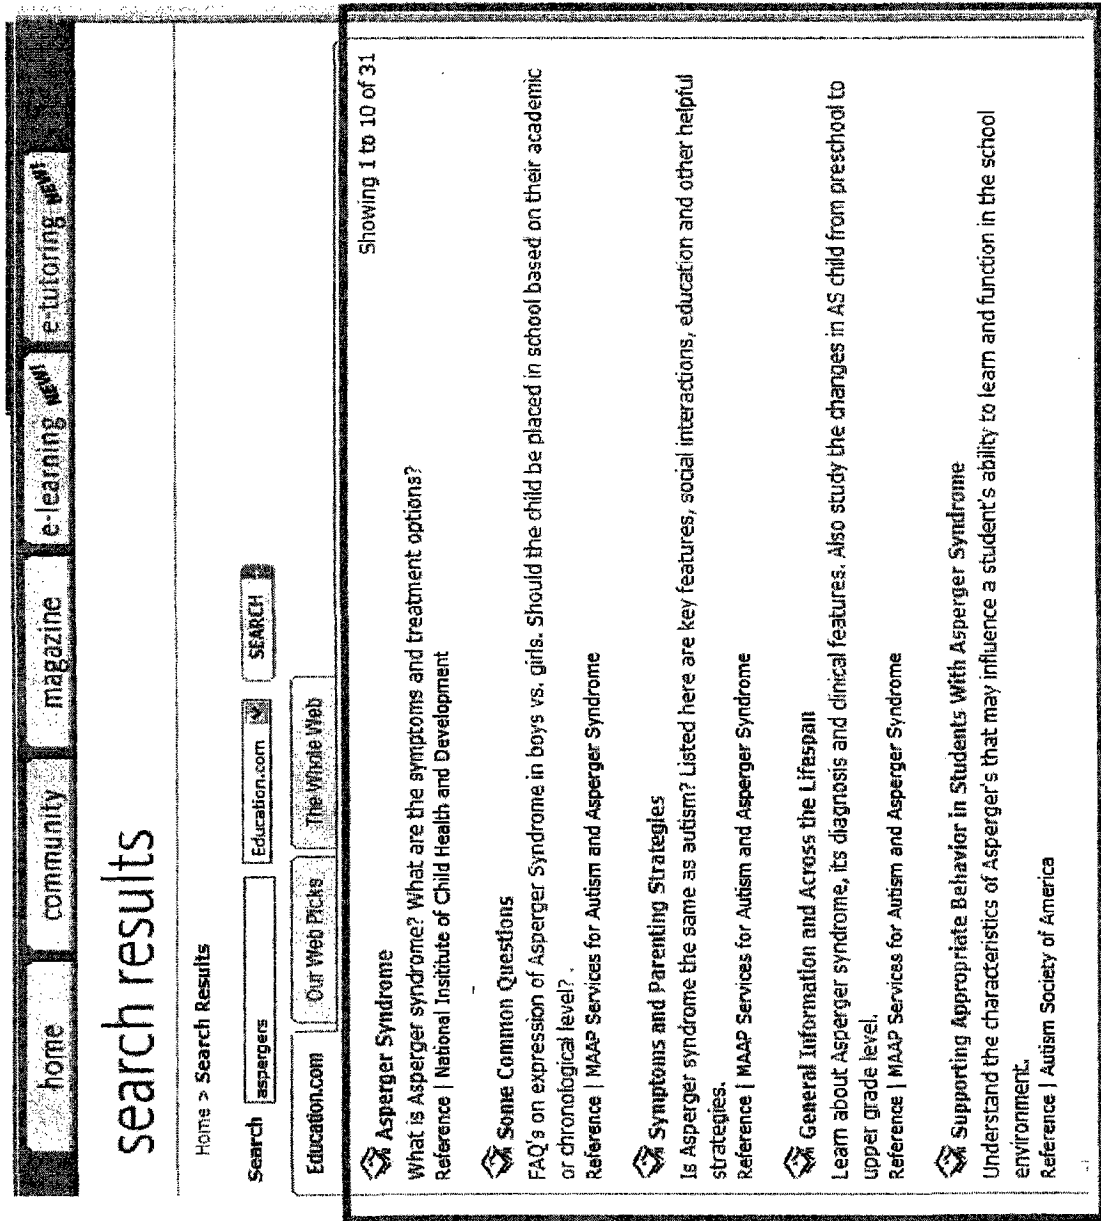 home community magazine e-learning NEW! e-tutoring NEW!
search results
Home > Search Results
Search aspergers Education.com SEARCH
Education.com Our Web Picks The Whole Web
Showing 1 to 10 of 31
Asperger Syndrome
What is Asperger syndrome? What are the symptoms and treatment options?
Reference | National Insititute of Child Health and Development
Some Common Questions
FAQ's on expression of Asperger Syndrome in boys vs. girls. Should the child be placed in school based on their academic
or chronological level? .
Reference | MAAP Services for Autism and Asperger Syndrome
Symptoms and Parenting Strategies
Is Asperger syndrome the same as autism? Listed here are key features, social interactions, education and other helpful
strategies.
Reference | MAAP Services for Autism and Asperger Syndrome
General Information and Across the Lifespan
Learn about Asperger syndrome, its diagnosis and clinical features. Also study the changes in AS child from preschool to
upper grade level.
Reference | MAAP Services for Autism and Asperger Syndrome
Supporting Appropriate Behavior in Students With Asperger Syndrome
Understand the characteristics of Asperger's that may influence a student's ability to learn and function in the school
environment.
Reference | Autism Society of America